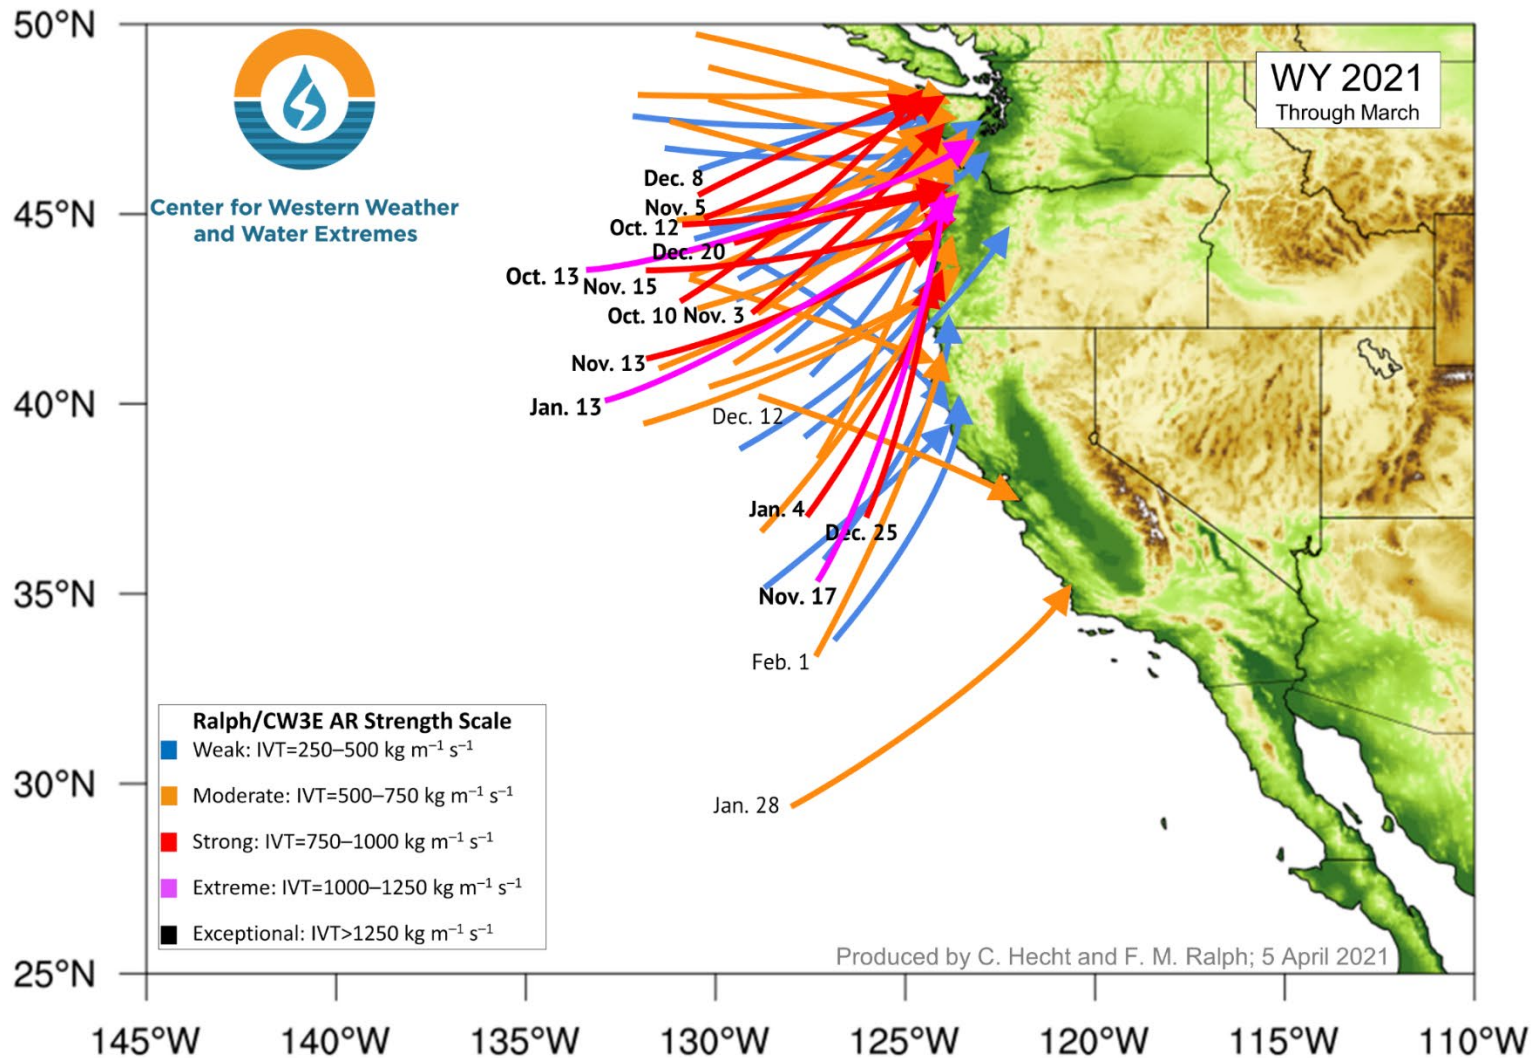 50°N
45°N
40°N
35°N
30°N
25°N
Center for Western Weather
and Water Extremes
WY 2021
Through March
Dec. 8
Nov. 5
Oct. 12
Dec. 20
Oct. 13
Nov. 15
Oct. 10 Nov. 3
Nov. 13
Jan. 13
Dec. 12
Jan. 4
Dec. 25
Nov. 17
Feb. 1
Jan. 28
Ralph/CW3E AR Strength Scale
Weak: IVT=250–500 kg m⁻¹ s⁻¹
Moderate: IVT=500–750 kg m⁻¹ s⁻¹
Strong: IVT=750–1000 kg m⁻¹ s⁻¹
Extreme: IVT=1000–1250 kg m⁻¹ s⁻¹
Exceptional: IVT>1250 kg m⁻¹ s⁻¹
Produced by C. Hecht and F. M. Ralph; 5 April 2021
145°W 140°W 135°W 130°W 125°W 120°W 115°W 110°W